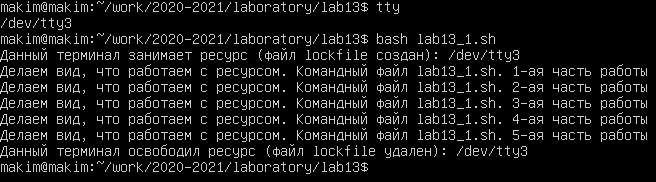 makim@makim:~/work/2020-2021/laboratory/lab13$ tty
/dev/tty3
makim@makim:~/work/2020-2021/laboratory/lab13$ bash lab13_1.sh
Данный терминал занимает ресурс (файл lockfile создан): /dev/tty3
Делаем вид, что работаем с ресурсом. Командный файл lab13_1.sh. 1-ая часть работы
Делаем вид, что работаем с ресурсом. Командный файл lab13_1.sh. 2-ая часть работы
Делаем вид, что работаем с ресурсом. Командный файл lab13_1.sh. 3-ая часть работы
Делаем вид, что работаем с ресурсом. Командный файл lab13_1.sh. 4-ая часть работы
Делаем вид, что работаем с ресурсом. Командный файл lab13_1.sh. 5-ая часть работы
Данный терминал освободил ресурс (файл lockfile удален): /dev/tty3
makim@makim:~/work/2020-2021/laboratory/lab13$